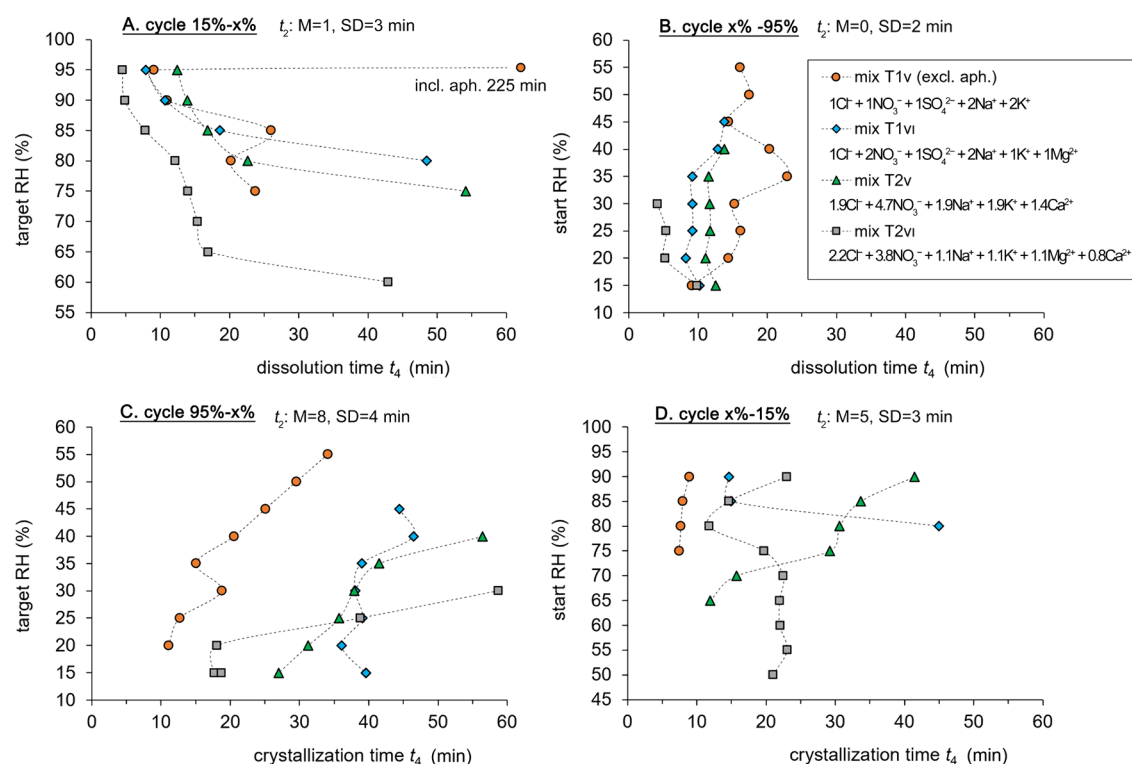 A. cycle 15%-x% t₂: M=1, SD=3 min
100
95
90
85
80
75
70
65
60
55
target RH (%)
incl. aph. 225 min
0 10 20 30 40 50 60
dissolution time t₄ (min)
B. cycle x% -95% t₂: M=0, SD=2 min
60
55
50
45
40
35
30
25
20
15
10
start RH (%)
0 10 20 30 40 50 60
dissolution time t₄ (min)
mix T1v (excl. aph.)
1Cl⁻ + 1NO₃⁻ + 1SO₄²⁻ + 2Na⁺ + 2K⁺
mix T1vı
1Cl⁻ + 2NO₃⁻ + 1SO₄²⁻ + 2Na⁺ + 1K⁺ + 1Mg²⁺
mix T2v
1.9Cl⁻ + 4.7NO₃⁻ + 1.9Na⁺ + 1.9K⁺ + 1.4Ca²⁺
mix T2vı
2.2Cl⁻ + 3.8NO₃⁻ + 1.1Na⁺ + 1.1K⁺ + 1.1Mg²⁺ + 0.8Ca²⁺
C. cycle 95%-x% t₂: M=8, SD=4 min
60
55
50
45
40
35
30
25
20
15
10
target RH (%)
0 10 20 30 40 50 60
crystallization time t₄ (min)
D. cycle x%-15% t₂: M=5, SD=3 min
95
90
85
80
75
70
65
60
55
50
45
start RH (%)
0 10 20 30 40 50 60
crystallization time t₄ (min)